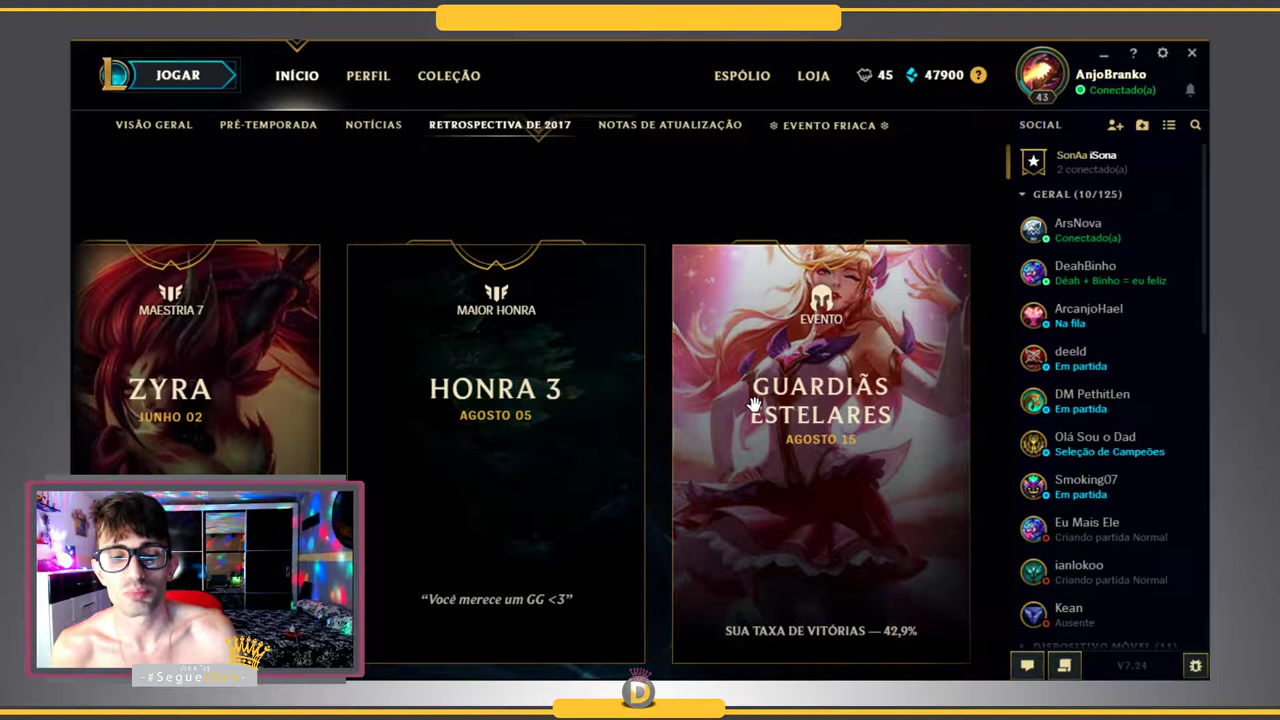 JOGAR
INÍCIO
PERFIL
COLEÇÃO
ESPÓLIO
LOJA
45
47900
?
?
AnjoBranko
Conectado(a)
43
VISÃO GERAL
PRÉ-TEMPORADA
NOTÍCIAS
RETROSPECTIVA DE 2017
NOTAS DE ATUALIZAÇÃO
❄ EVENTO FRIACA ❄
SOCIAL
SonAa iSona
2 conectado(a)
GERAL (10/125)
ArsNova
Conectado(a)
DeahBinho
Déah + Binho = eu feliz
ArcanjoHael
Na fila
deeld
Em partida
DM PethitLen
Em partida
Olá Sou o Dad
Seleção de Campeões
Smoking07
Em partida
Eu Mais Ele
Criando partida Normal
ianlokoo
Criando partida Normal
Kean
Ausente
V7.24
MAESTRIA 7
ZYRA
JUNHO 02
MAIOR HONRA
HONRA 3
AGOSTO 05
“Você merece um GG <3”
EVENTO
GUARDIÃS
ESTELARES
AGOSTO 15
SUA TAXA DE VITÓRIAS — 42,9%
D